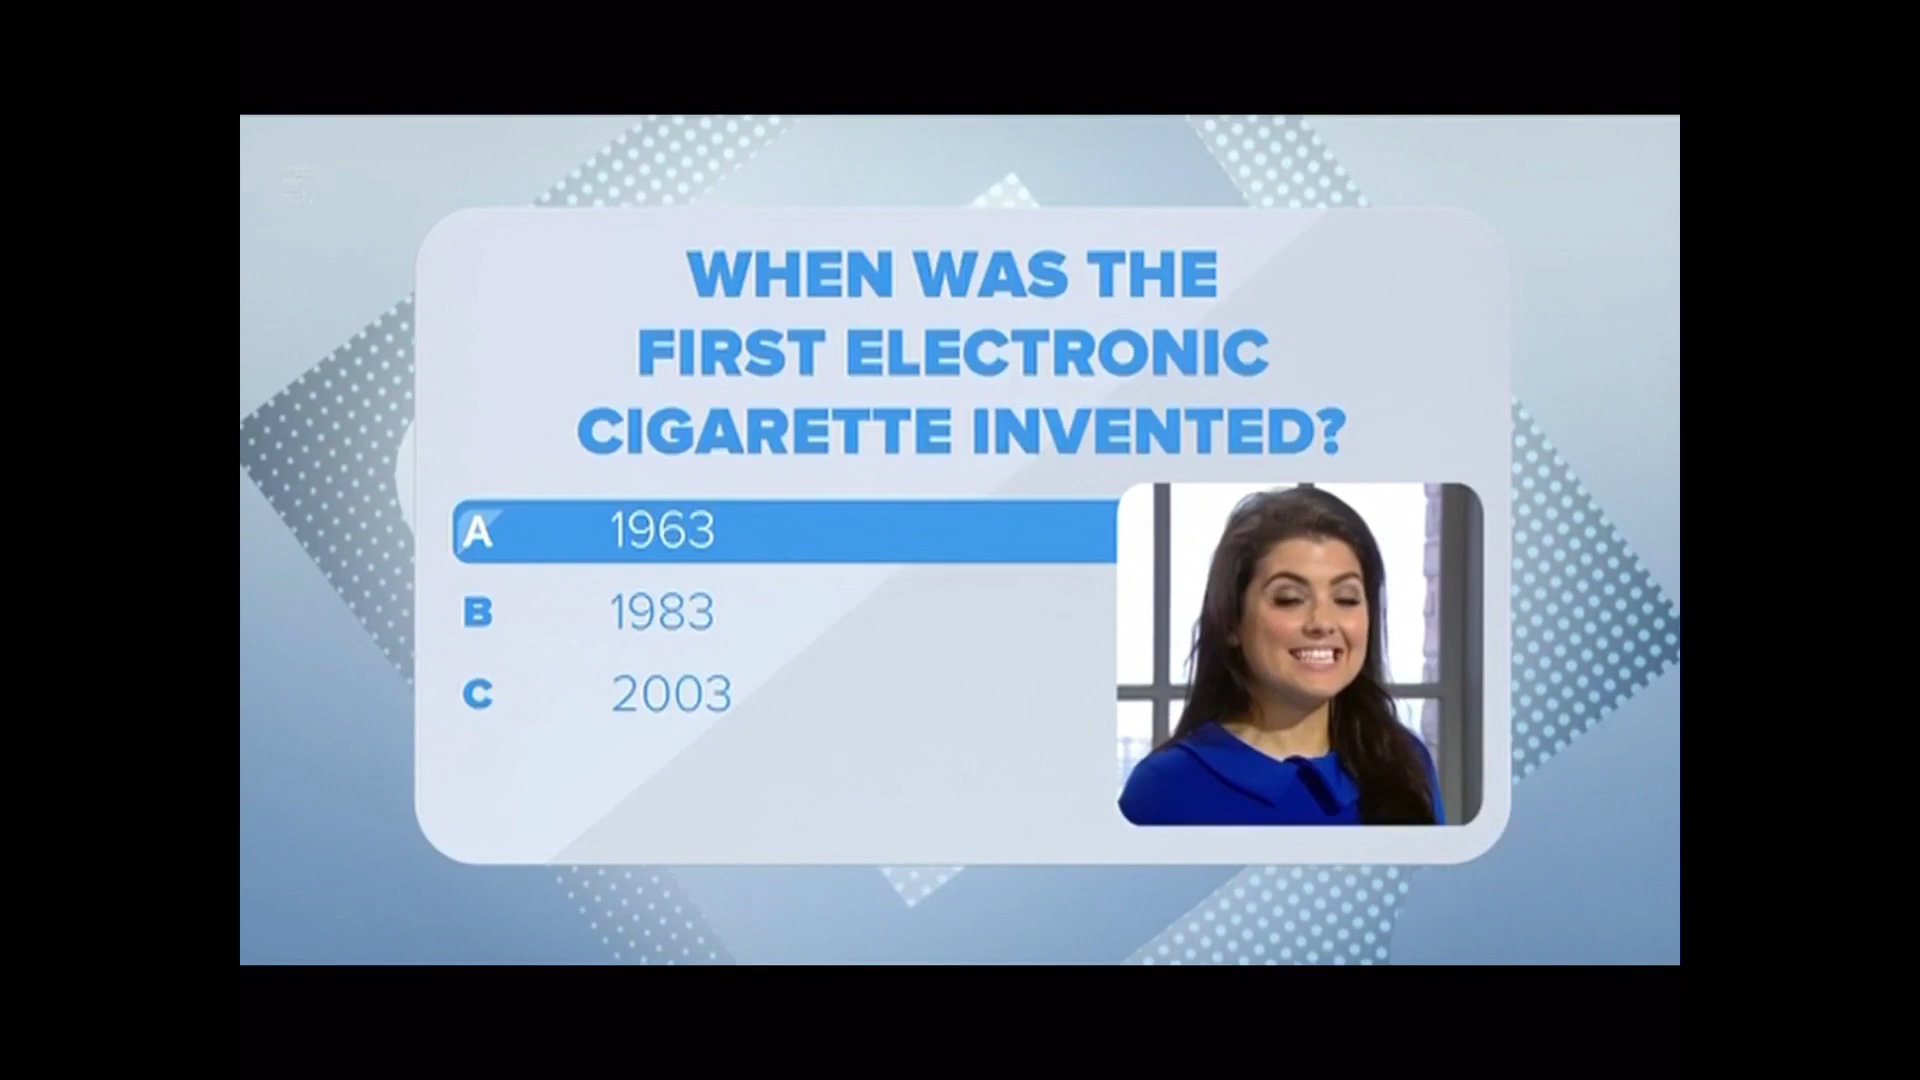 WHEN WAS THE
FIRST ELECTRONIC
CIGARETTE INVENTED?
A 1963
B 1983
C 2003